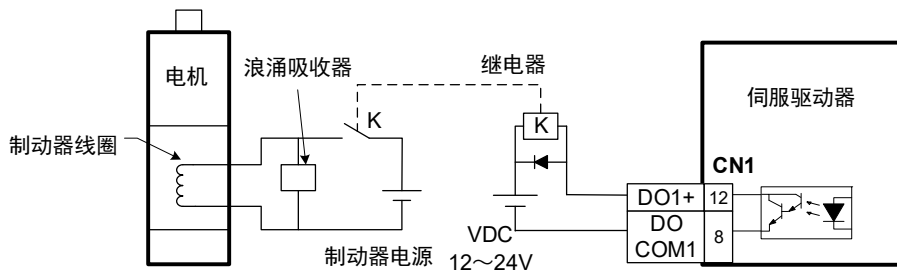 电机
浪涌吸收器
继电器
伺服驱动器
K
K
制动器线圈
CN1
DO1+
12
DO
COM1
8
制动器电源
VDC
12～24V